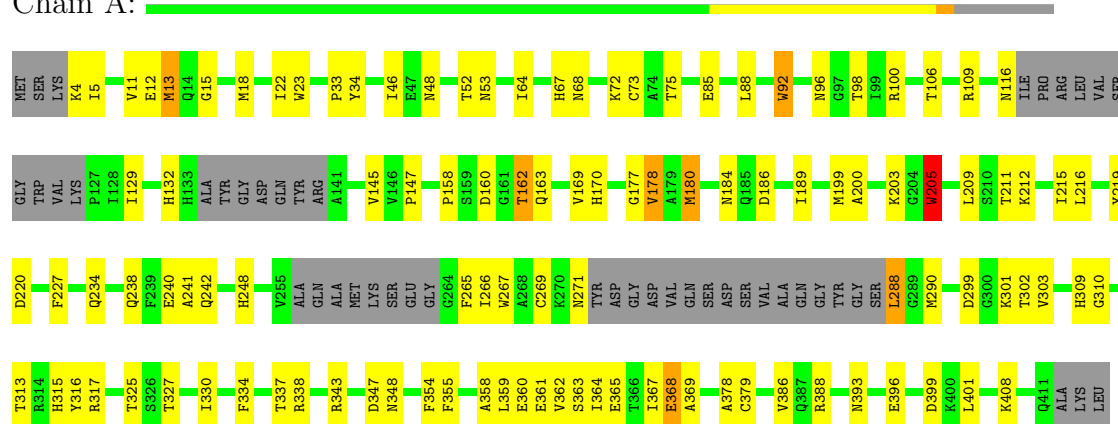 Chain A:
MET SER LYS K4 I5 V11 E12 M13 Q14 G15 M18 I22 W23 P33 Y34 I46 E47 N48 T52 N53 I64 H67 N68 K72 C73 A74 T75 E85 L88 W92 N96 G97 T98 I99 R100 T106 R109 N116 ILE PRO ARG LEU VAL SER
GLY TRP VAL LYS P127 I128 I129 H132 H133 ALA TYR GLY ASP GLN TYR ARG A141 V145 V146 P147 P158 S159 D160 G161 T162 Q163 V169 H170 G177 V178 A179 M180 N184 Q185 D186 I189 M199 A200 K203 G204 W205 L209 S210 T211 K212 I215 L216 Y219
D220 F227 Q234 Q238 F239 E240 A241 Q242 H248 V255 ALA GLN ALA MET LYS SER GLU GLY G264 F265 I266 W267 A268 C269 K270 N271 TYR ASP GLY ASP VAL GLN SER ASP SER VAL ALA GLN GLY TYR GLY SER L288 G289 M290 D299 G300 K301 T302 V303 H309 G310
T313 R314 H315 Y316 R317 T325 S326 T327 I330 F334 T337 R338 R343 D347 N348 F354 F355 A358 L359 E360 E361 V362 S363 I364 E365 T366 I367 E368 A369 A378 C379 V386 Q387 R388 N393 E396 D399 K400 L401 K408 Q411 ALA LYS LEU